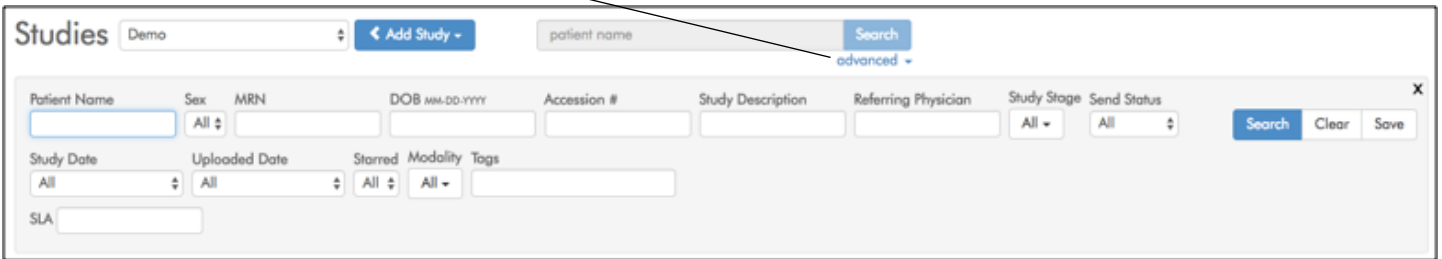 Studies Demo Add Study patient name Search
advanced
x
Patient Name Sex MRN DOB MM-DD-YYYY Accession # Study Description Referring Physician Study Stage Send Status
All All All Search Clear Save
Study Date Uploaded Date Starred Modality Tags
All All All All
SLA